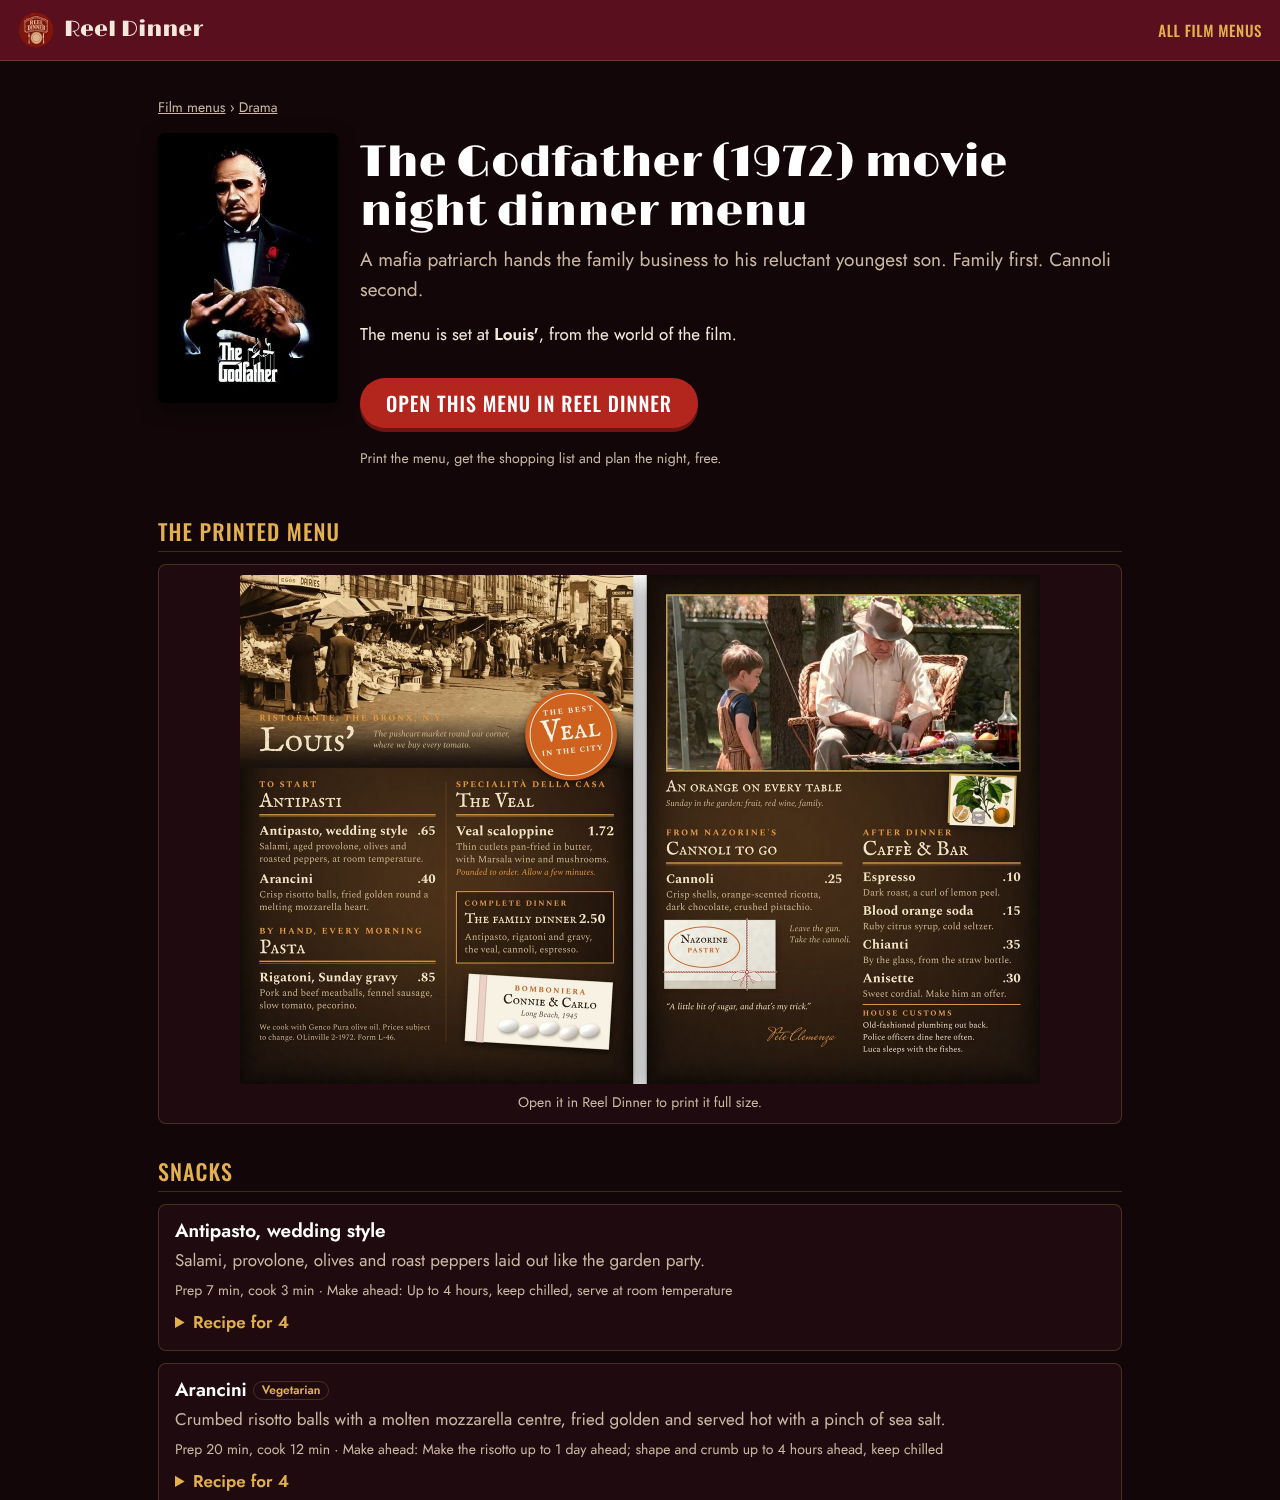 REEL DINNER
Reel Dinner
ALL FILM MENUS
Film menus › Drama
The Godfather
The Godfather (1972) movie
night dinner menu
A mafia patriarch hands the family business to his reluctant youngest son. Family first. Cannoli
second.
The menu is set at Louis', from the world of the film.
OPEN THIS MENU IN REEL DINNER
Print the menu, get the shopping list and plan the night, free.
THE PRINTED MENU
EGGS DAIRIES
RISTORANTE, THE BRONX, N.Y.
Louis'
The pushcart market round our corner,
where we buy every tomato.
THE BEST
VEAL
IN THE CITY
TO START
Antipasti
Antipasto, wedding style .65
Salami, aged provolone, olives and
roasted peppers, at room temperature.
Arancini .40
Crisp risotto balls, fried golden round a
melting mozzarella heart.
BY HAND, EVERY MORNING
Pasta
Rigatoni, Sunday gravy .85
Pork and beef meatballs, fennel sausage,
slow tomato, pecorino.
We cook with Genco Pura olive oil. Prices subject
to change. OLinville 2-1972. Form L-46.
SPECIALITÀ DELLA CASA
The Veal
Veal scaloppine 1.72
Thin cutlets pan-fried in butter,
with Marsala wine and mushrooms.
Pounded to order. Allow a few minutes.
COMPLETE DINNER
The family dinner 2.50
Antipasto, rigatoni and gravy,
the veal, cannoli, espresso.
BOMBONIERA
Connie & Carlo
Long Beach, 1945
An orange on every table
Sunday in the garden: fruit, red wine, family.
FROM NAZORINE'S
Cannoli to go
Cannoli .25
Crisp shells, orange-scented ricotta,
dark chocolate, crushed pistachio.
Nazorine
PASTRY
Leave the gun.
Take the cannoli.
“A little bit of sugar, and that's my trick.”
Pete Clemenza
AFTER DINNER
Caffè & Bar
Espresso .10
Dark roast, a curl of lemon peel.
Blood orange soda .15
Ruby citrus syrup, cold seltzer.
Chianti .35
By the glass, from the straw bottle.
Anisette .30
Sweet cordial. Make him an offer.
HOUSE CUSTOMS
Old-fashioned plumbing out back.
Police officers dine here often.
Luca sleeps with the fishes.
Open it in Reel Dinner to print it full size.
SNACKS
Antipasto, wedding style
Salami, provolone, olives and roast peppers laid out like the garden party.
Prep 7 min, cook 3 min · Make ahead: Up to 4 hours, keep chilled, serve at room temperature
Recipe for 4
Arancini Vegetarian
Crumbed risotto balls with a molten mozzarella centre, fried golden and served hot with a pinch of sea salt.
Prep 20 min, cook 12 min · Make ahead: Make the risotto up to 1 day ahead; shape and crumb up to 4 hours ahead, keep chilled
Recipe for 4